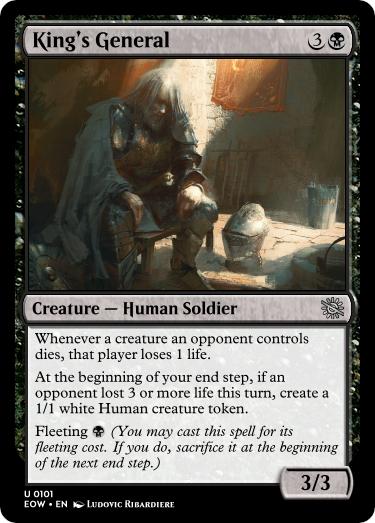 King's General 3
Creature — Human Soldier
Whenever a creature an opponent controls
dies, that player loses 1 life.
At the beginning of your end step, if an
opponent lost 3 or more life this turn, create a
1/1 white Human creature token.
Fleeting (You may cast this spell for its
fleeting cost. If you do, sacrifice it at the beginning
of the next end step.)
3/3
U 0101
EOW • EN Ludovic Ribardiere